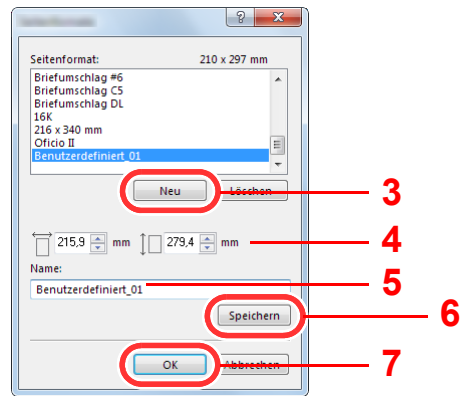 Seitenformat: 210 x 297 mm
Briefumschlag #6
Briefumschlag C5
Briefumschlag DL
16K
216 x 340 mm
Oficio II
Benutzerdefiniert_01
Neu Löschen 3
215,9 mm 279,4 mm 4
Name:
Benutzerdefiniert_01 5
Speichern 6
OK Abbrechen 7